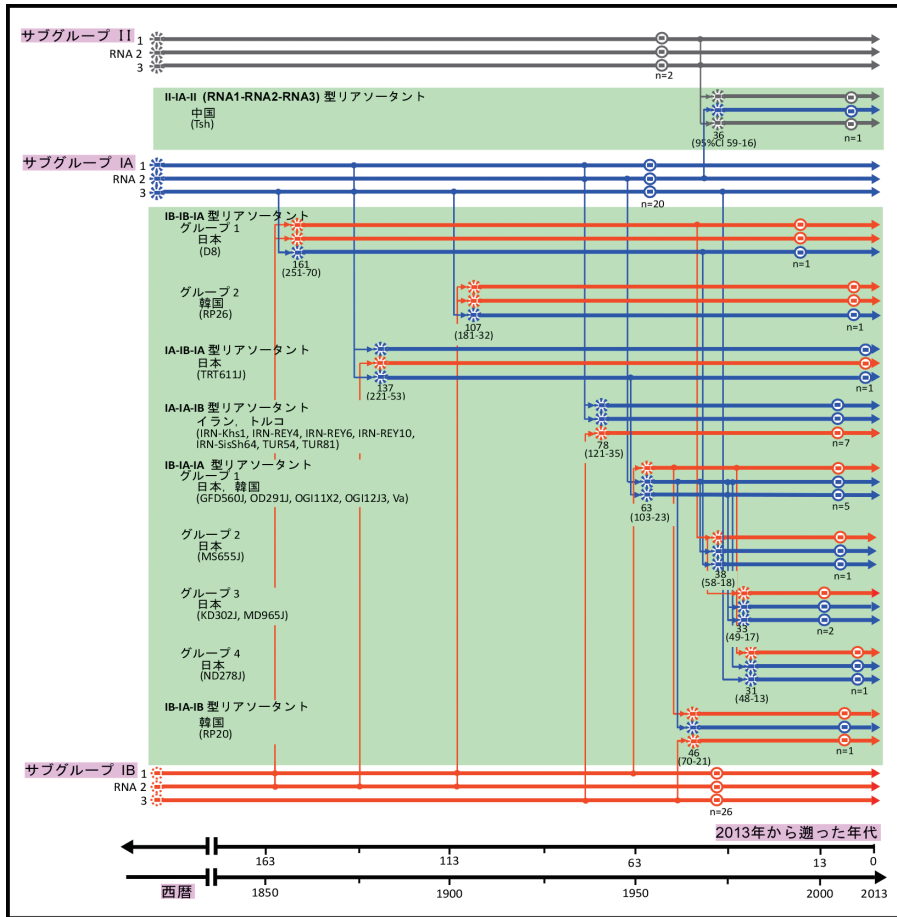 サブグループ II 1
RNA 2
3
n=2
II-IA-II (RNA1-RNA2-RNA3) 型リアソータント
中国
(Tsh)
36
(95%CI 59-16)
n=1
サブグループ IA 1
RNA 2
3
n=20
IB-IB-IA 型リアソータント
グループ 1
日本
(D8)
161
(251-70)
n=1
グループ 2
韓国
(RP26)
107
(181-32)
n=1
IA-IB-IA 型リアソータント
日本
(TRT611J)
137
(221-53)
n=1
IA-IA-IB 型リアソータント
イラン, トルコ
(IRN-Khs1, IRN-REY4, IRN-REY6, IRN-REY10,
IRN-SisSh64, TUR54, TUR81)
78
(121-35)
n=7
IB-IA-IA 型リアソータント
グループ 1
日本, 韓国
(GFD560J, OD291J, OGI11X2, OGI12J3, Va)
63
(103-23)
n=5
グループ 2
日本
(MS655J)
38
(58-18)
n=1
グループ 3
日本
(KD302J, MD965J)
33
(49-17)
n=2
グループ 4
日本
(ND278J)
31
(48-13)
n=1
IB-IA-IB 型リアソータント
韓国
(RP20)
46
(70-21)
n=1
サブグループ IB 1
RNA 2
3
n=26
2013年から遡った年代
163 113 63 13 0
西暦
1850 1900 1950 2000 2013